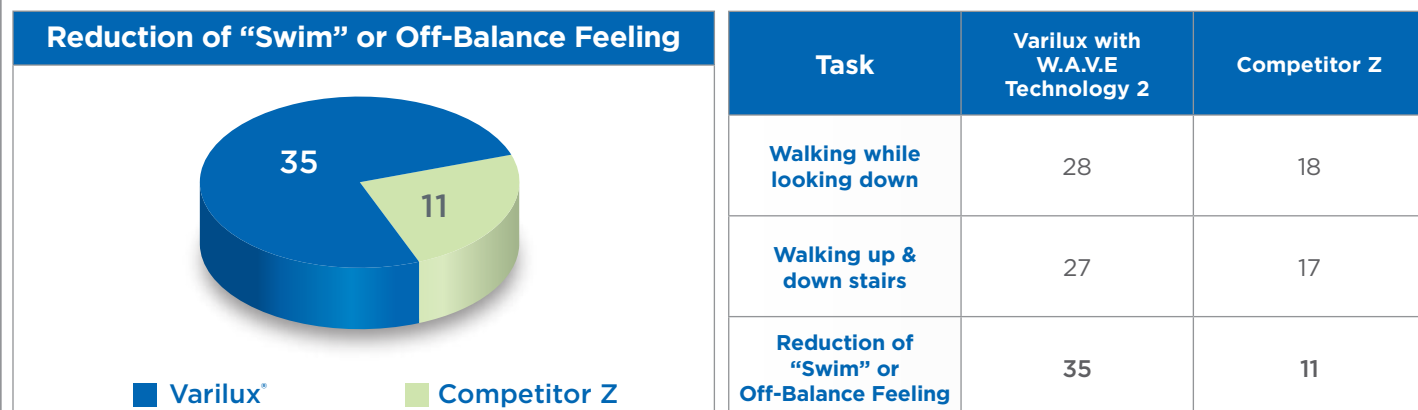 Reduction of “Swim” or Off-Balance Feeling
35
11
Varilux®
Competitor Z
Task
Varilux with
W.A.V.E
Technology 2
Competitor Z
Walking while
looking down
28
18
Walking up &
down stairs
27
17
Reduction of
“Swim” or
Off-Balance Feeling
35
11